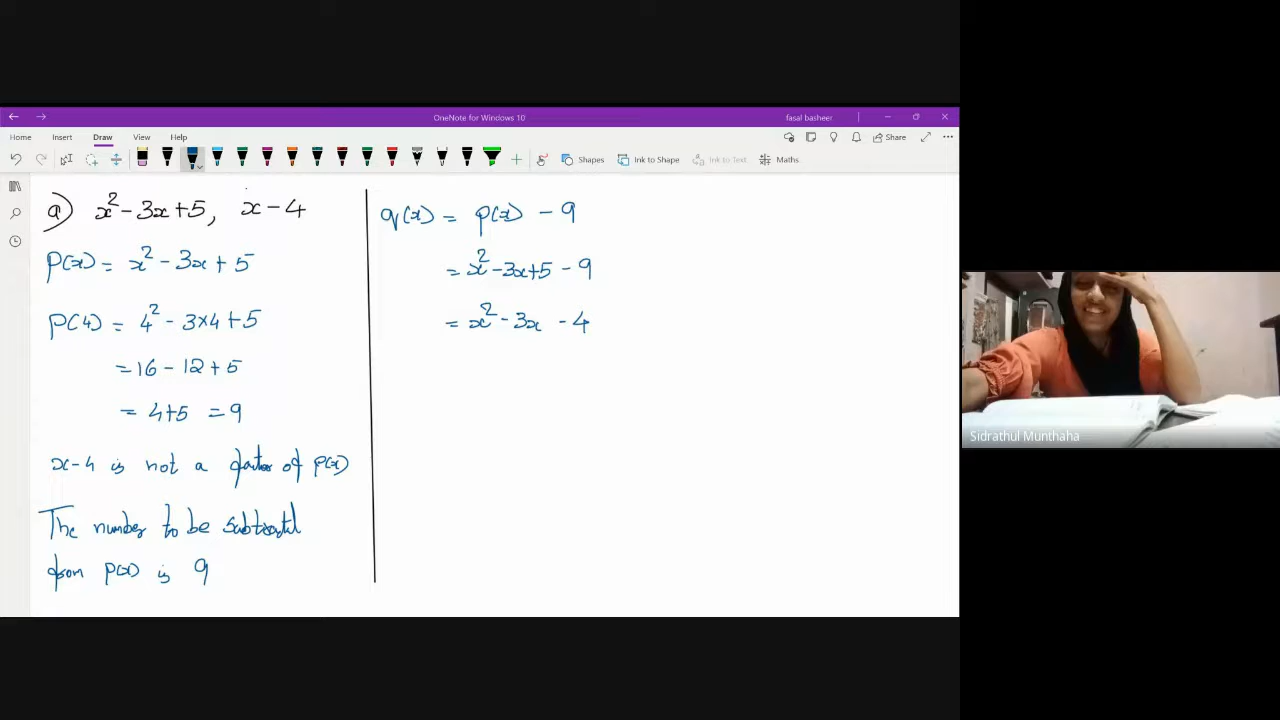 OneNote for Windows 10
fasal basheer
Home Insert Draw View Help
Share
Shapes Ink to Shape Ink to Text Maths
a) x² - 3x + 5, x - 4
P(x) = x² - 3x + 5
P(4) = 4² - 3×4 + 5
= 16 - 12 + 5
= 4+5 = 9
x-4 is not a factor of P(x)
The number to be subtracted
from P(x) is 9
q(x) = p(x) - 9
= x² - 3x + 5 - 9
= x² - 3x - 4
Sidrathul Munthaha